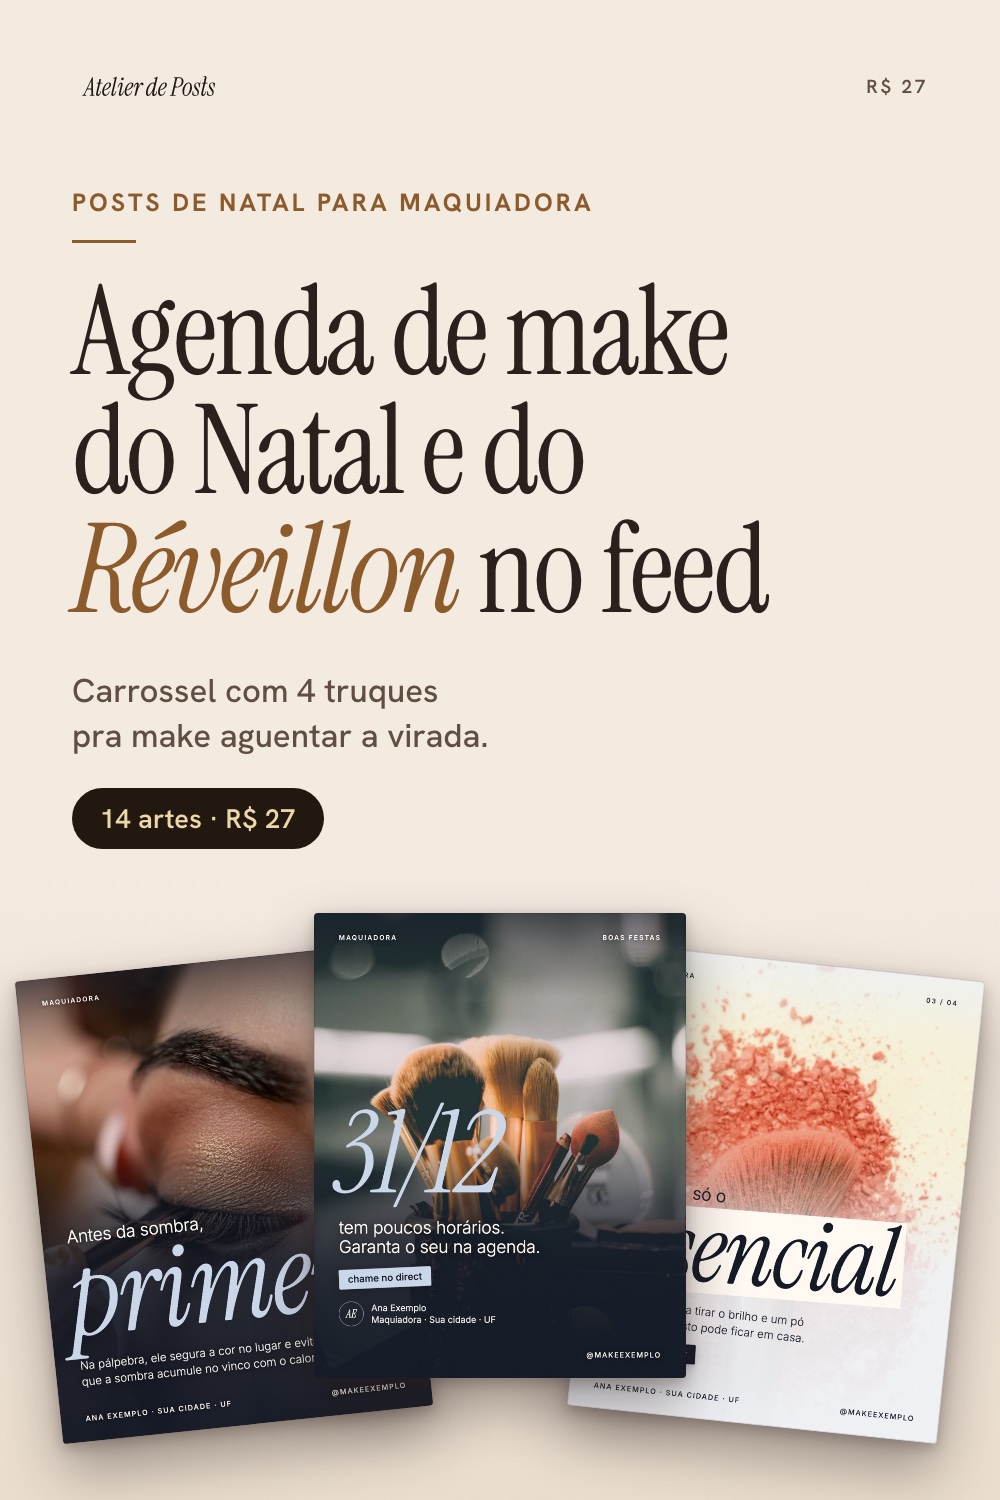 Atelier de Posts
R$ 27
POSTS DE NATAL PARA MAQUIADORA
Agenda de make
do Natal e do
Réveillon no feed
Carrossel com 4 truques
pra make aguentar a virada.
14 artes · R$ 27
MAQUIADORA
Antes da sombra,
prime
Na pálpebra, ele segura a cor no lugar e evit
que a sombra acumule no vinco com o calor
@MAKEEXEMPLO
ANA EXEMPLO · SUA CIDADE · UF
MAQUIADORA
BOAS FESTAS
31/12
tem poucos horários.
Garanta o seu na agenda.
chame no direct
AE
Ana Exemplo
Maquiadora · Sua cidade · UF
@MAKEEXEMPLO
RA
03 / 04
só o
sencial
a tirar o brilho e um pó
sto pode ficar em casa.
ANA EXEMPLO · SUA CIDADE · UF
@MAKEEXEMPLO